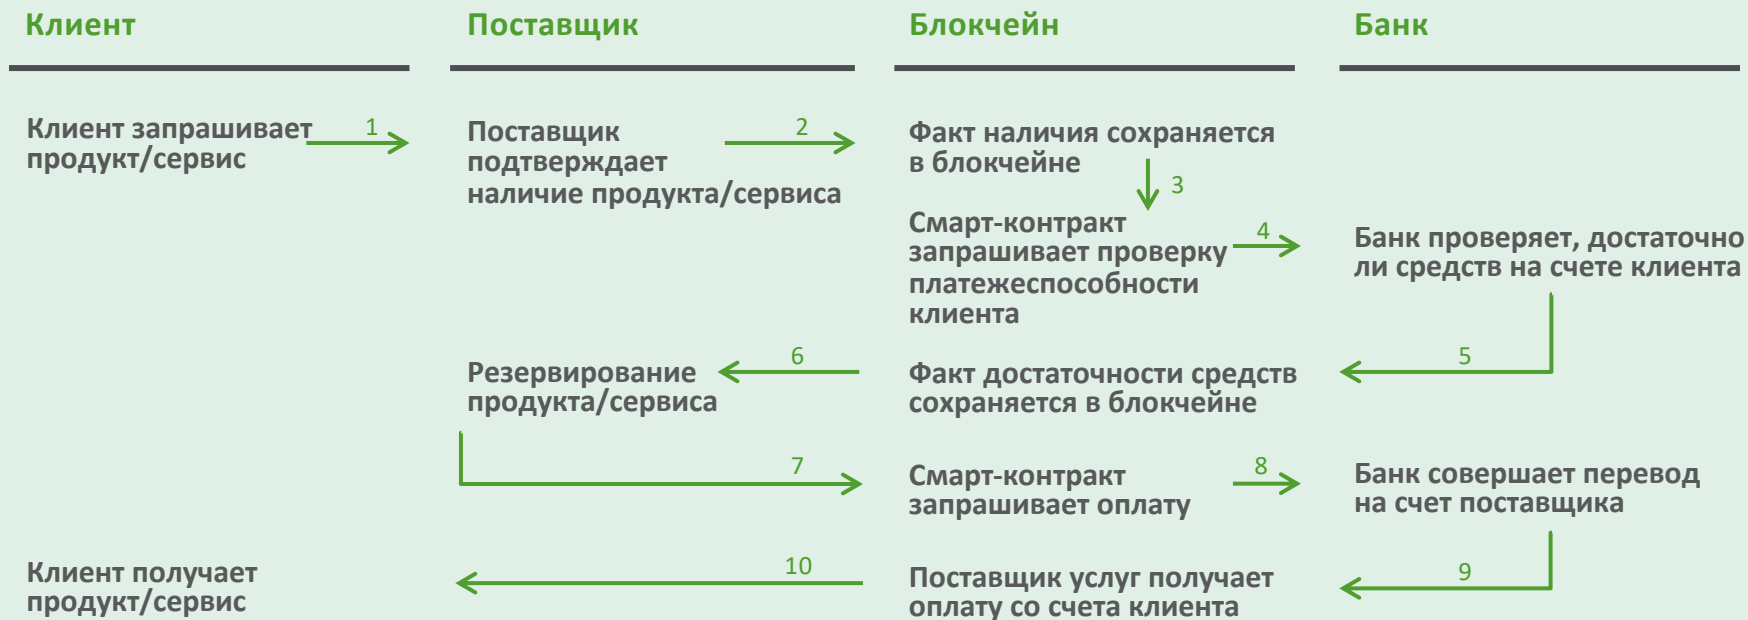 Клиент
Поставщик
Блокчейн
Банк
Клиент запрашивает
продукт/сервис
1
Поставщик
подтверждает
наличие продукта/сервиса
2
Факт наличия сохраняется
в блокчейне
3
Смарт-контракт
запрашивает проверку
платежеспособности
клиента
4
Банк проверяет, достаточно
ли средств на счете клиента
5
Факт достаточности средств
сохраняется в блокчейне
6
Резервирование
продукта/сервиса
7
Смарт-контракт
запрашивает оплату
8
Банк совершает перевод
на счет поставщика
9
Поставщик услуг получает
оплату со счета клиента
10
Клиент получает
продукт/сервис